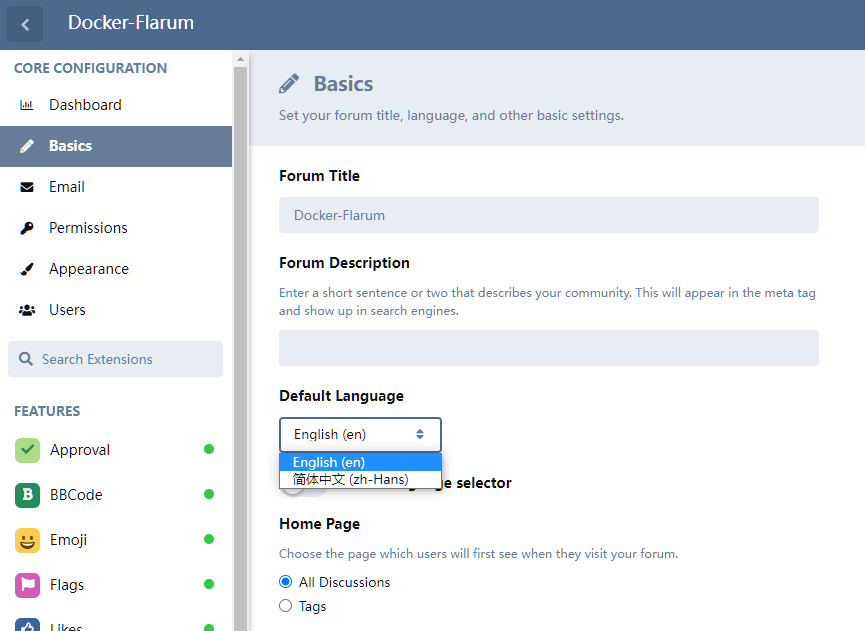 Docker-Flarum
CORE CONFIGURATION
Dashboard
Basics
Email
Permissions
Appearance
Users
Search Extensions
FEATURES
Approval
B BBCode
Emoji
Flags
Likes
Basics
Set your forum title, language, and other basic settings.
Forum Title
Docker-Flarum
Forum Description
Enter a short sentence or two that describes your community. This will appear in the meta tag
and show up in search engines.
Default Language
English (en)
English (en)
简体中文 (zh-Hans)
selector
Home Page
Choose the page which users will first see when they visit your forum.
All Discussions
Tags